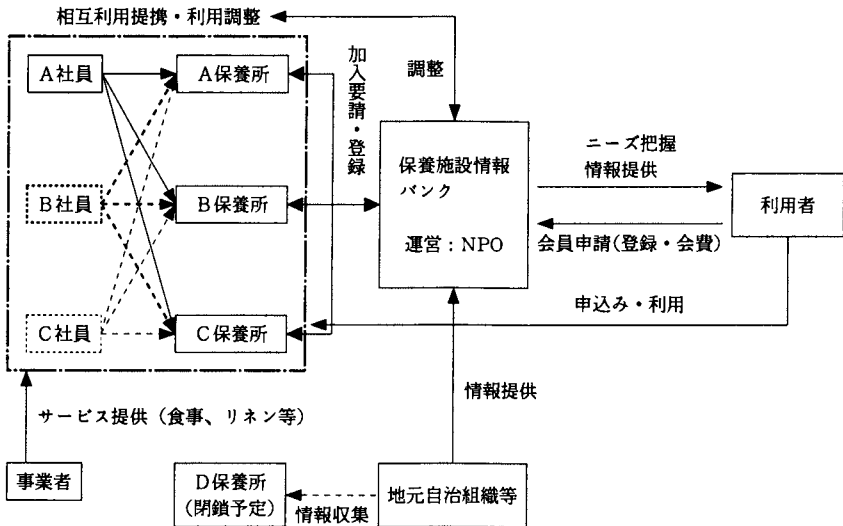 相互利用提携・利用調整
A社員
A保養所
加入要請・登録
調整
B社員
B保養所
保養施設情報
バンク
運営：NPO
ニーズ把握
情報提供
会員申請(登録・会費)
利用者
C社員
C保養所
申込み・利用
サービス提供（食事、リネン等）
情報提供
事業者
D保養所
(閉鎖予定)
情報収集
地元自治組織等